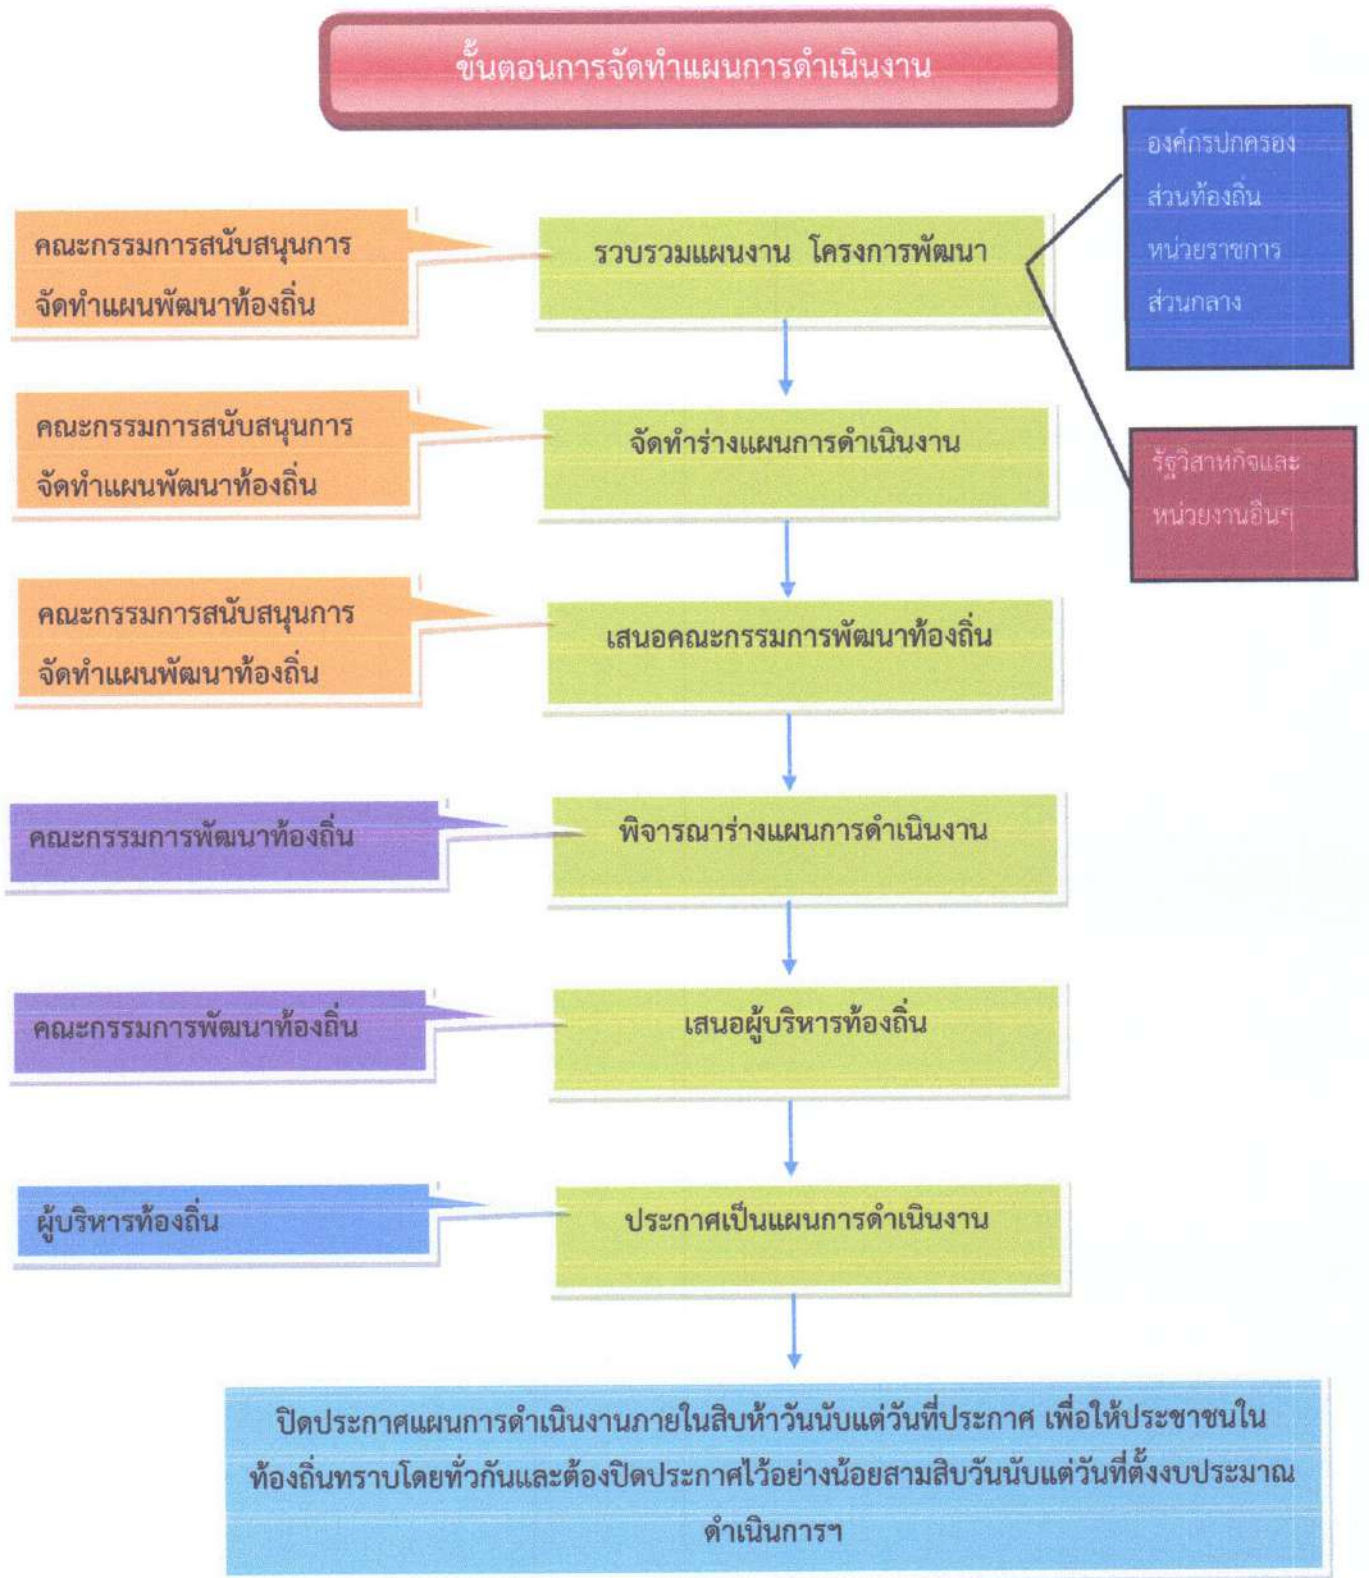 ขั้นตอนการจัดทำแผนการดำเนินงาน
องค์กรปกครอง
ส่วนท้องถิ่น
หน่วยราชการ
ส่วนกลาง
คณะกรรมการสนับสนุนการ
จัดทำแผนพัฒนาท้องถิ่น
รวบรวมแผนงาน โครงการพัฒนา
คณะกรรมการสนับสนุนการ
จัดทำแผนพัฒนาท้องถิ่น
จัดทำร่างแผนการดำเนินงาน
รัฐวิสาหกิจและ
หน่วยงานอื่นๆ
คณะกรรมการสนับสนุนการ
จัดทำแผนพัฒนาท้องถิ่น
เสนอคณะกรรมการพัฒนาท้องถิ่น
คณะกรรมการพัฒนาท้องถิ่น
พิจารณาร่างแผนการดำเนินงาน
คณะกรรมการพัฒนาท้องถิ่น
เสนอผู้บริหารท้องถิ่น
ผู้บริหารท้องถิ่น
ประกาศเป็นแผนการดำเนินงาน
ปิดประกาศแผนการดำเนินงานภายในสิบห้าวันนับแต่วันที่ประกาศ เพื่อให้ประชาชนใน
ท้องถิ่นทราบโดยทั่วกันและต้องปิดประกาศไว้อย่างน้อยสามสิบวันนับแต่วันที่ตั้งงบประมาณ
ดำเนินการฯ